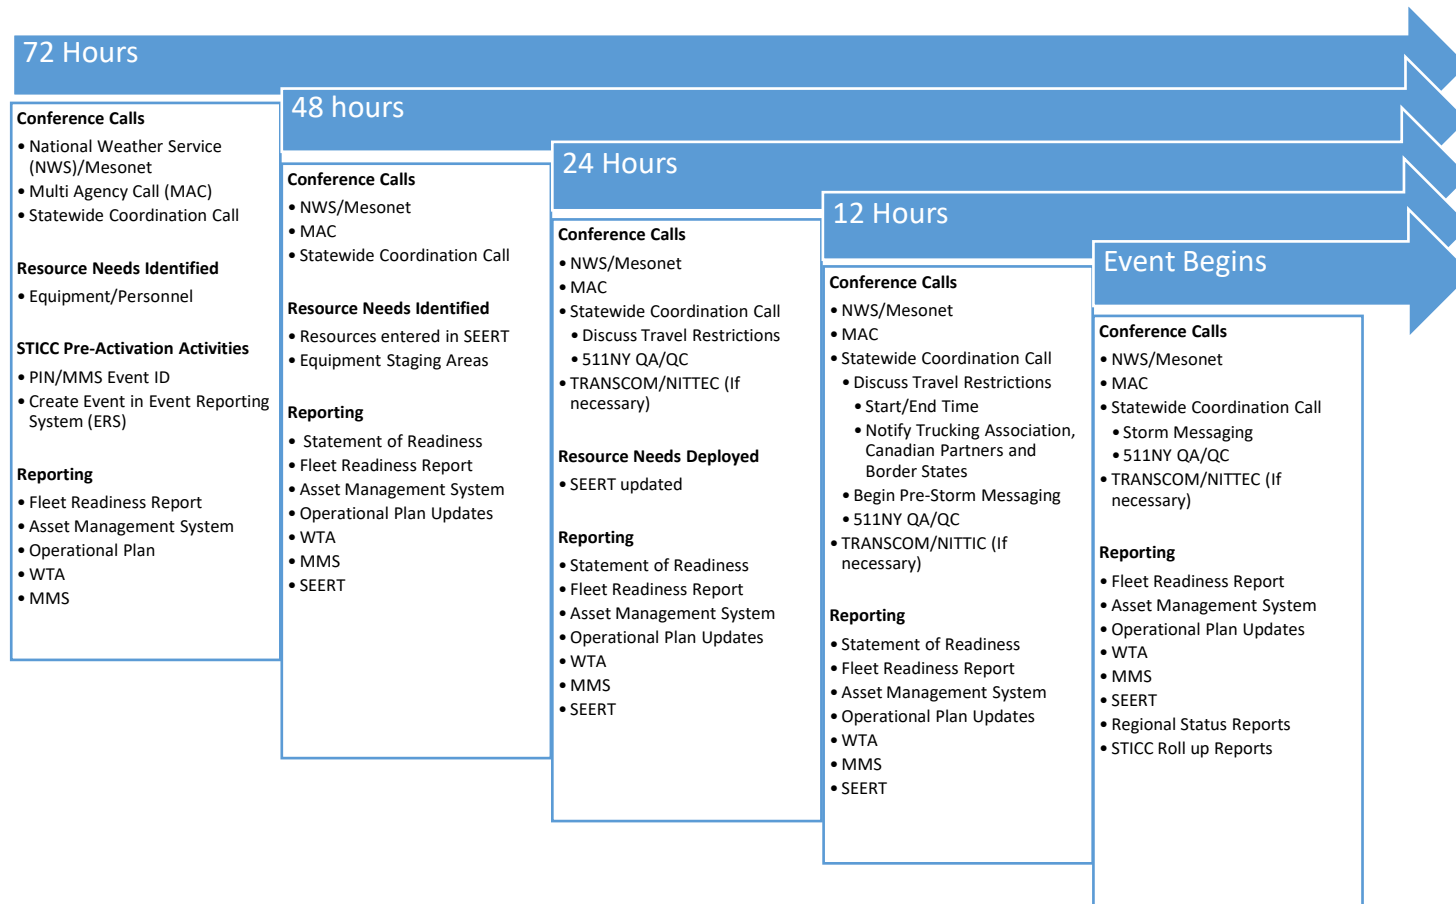 72 Hours
Conference Calls
• National Weather Service
(NWS)/Mesonet
• Multi Agency Call (MAC)
• Statewide Coordination Call
Resource Needs Identified
• Equipment/Personnel
STICC Pre-Activation Activities
• PIN/MMS Event ID
• Create Event in Event Reporting
System (ERS)
Reporting
• Fleet Readiness Report
• Asset Management System
• Operational Plan
• WTA
• MMS
48 hours
Conference Calls
• NWS/Mesonet
• MAC
• Statewide Coordination Call
Resource Needs Identified
• Resources entered in SEERT
• Equipment Staging Areas
Reporting
• Statement of Readiness
• Fleet Readiness Report
• Asset Management System
• Operational Plan Updates
• WTA
• MMS
• SEERT
24 Hours
Conference Calls
• NWS/Mesonet
• MAC
• Statewide Coordination Call
• Discuss Travel Restrictions
• 511NY QA/QC
• TRANSCOM/NITTEC (If
necessary)
Resource Needs Deployed
• SEERT updated
Reporting
• Statement of Readiness
• Fleet Readiness Report
• Asset Management System
• Operational Plan Updates
• WTA
• MMS
• SEERT
12 Hours
Conference Calls
• NWS/Mesonet
• MAC
• Statewide Coordination Call
• Discuss Travel Restrictions
• Start/End Time
• Notify Trucking Association,
Canadian Partners and
Border States
• Begin Pre-Storm Messaging
• 511NY QA/QC
• TRANSCOM/NITTIC (If
necessary)
Reporting
• Statement of Readiness
• Fleet Readiness Report
• Asset Management System
• Operational Plan Updates
• WTA
• MMS
• SEERT
Event Begins
Conference Calls
• NWS/Mesonet
• MAC
• Statewide Coordination Call
• Storm Messaging
• 511NY QA/QC
• TRANSCOM/NITTEC (If
necessary)
Reporting
• Fleet Readiness Report
• Asset Management System
• Operational Plan Updates
• WTA
• MMS
• SEERT
• Regional Status Reports
• STICC Roll up Reports